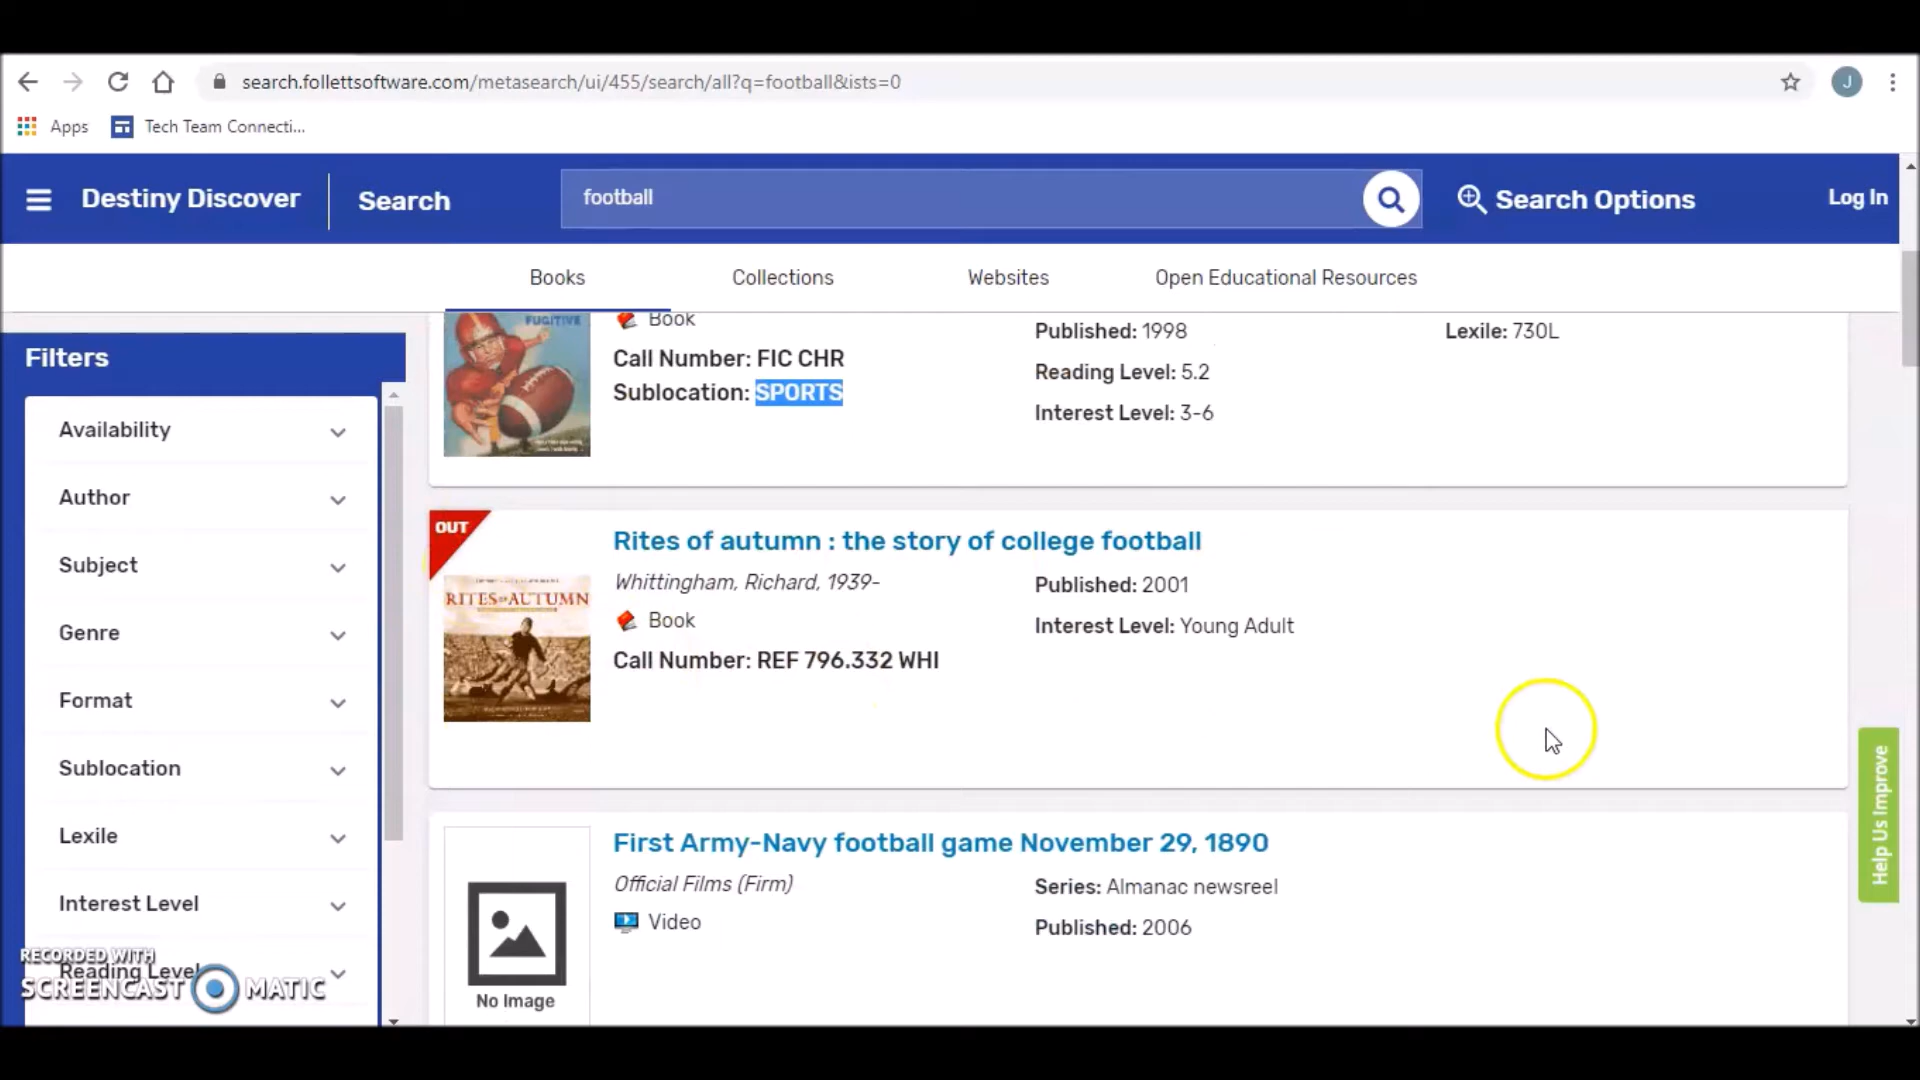 search.follettsoftware.com/metasearch/ui/455/search/all?q=football&ists=0
J
Apps
Tech Team Connecti...
Destiny Discover
Search
football
Search Options
Log In
Books
Collections
Websites
Open Educational Resources
Filters
Availability
Author
Subject
Genre
Format
Sublocation
Lexile
Interest Level
Reading Level
FUGITIVE
Book
Call Number: FIC CHR
Sublocation: SPORTS
Published: 1998
Reading Level: 5.2
Interest Level: 3-6
Lexile: 730L
OUT
RITES OF AUTUMN
Rites of autumn : the story of college football
Whittingham, Richard, 1939-
Book
Call Number: REF 796.332 WHI
Published: 2001
Interest Level: Young Adult
No Image
First Army-Navy football game November 29, 1890
Official Films (Firm)
Video
Series: Almanac newsreel
Published: 2006
Help Us Improve
RECORDED WITH
SCREENCAST MATIC